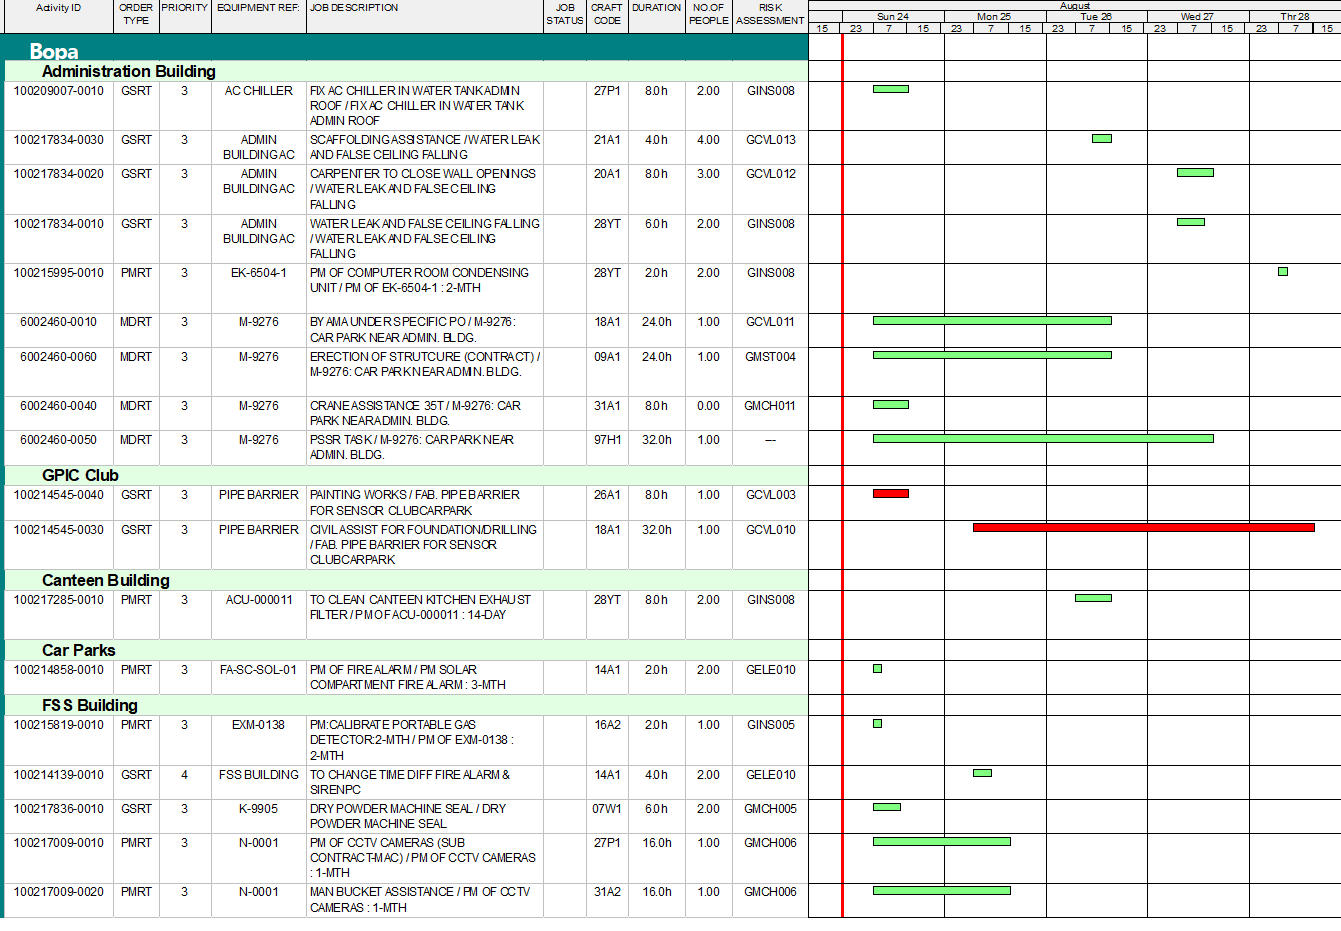 Activity ID ORDER TYPE PRIORITY EQUIPMENT REF: JOB DESCRIPTION JOB STATUS CRAFT CODE DURATION NO.OF PEOPLE RISK ASSESSMENT
August
Sun 24 Mon 25 Tue 26 Wed 27 Thr 28
15 23 7 15 23 7 15 23 7 15 23 7 15 23 7 15
Bopa
Administration Building
100209007-0010 GSRT 3 AC CHILLER FIX AC CHILLER IN WATER TANK ADMIN 27P1 8.0h 2.00 GINS008
ROOF / FIX AC CHILLER IN WATER TANK
ADMIN ROOF
100217834-0030 GSRT 3 ADMIN SCAFFOLDING ASSISTANCE / WATER LEAK 21A1 4.0h 4.00 GCVL013
BUILDING AC AND FALSE CEILING FALLING
100217834-0020 GSRT 3 ADMIN CARPENTER TO CLOSE WALL OPENINGS 20A1 8.0h 3.00 GCVL012
BUILDING AC / WATER LEAK AND FALSE CEILING
FALLING
100217834-0010 GSRT 3 ADMIN WATER LEAK AND FALSE CEILING FALLING 28YT 6.0h 2.00 GINS008
BUILDING AC / WATER LEAK AND FALSE CEILING
FALLING
100215995-0010 PMRT 3 EK-6504-1 PM OF COMPUTER ROOM CONDENSING 28YT 2.0h 2.00 GINS008
UNIT / PM OF EK-6504-1 : 2-MTH
6002460-0010 MDRT 3 M-9276 BY AMA UNDER SPECIFIC PO / M-9276: 18A1 24.0h 1.00 GCVL011
CAR PARK NEAR ADMIN. BLDG.
6002460-0060 MDRT 3 M-9276 ERECTION OF STRUTCURE (CONTRACT) / 09A1 24.0h 1.00 GMST004
M-9276: CAR PARK NEAR ADMIN. BLDG.
6002460-0040 MDRT 3 M-9276 CRANE ASSISTANCE 35T / M-9276: CAR 31A1 8.0h 0.00 GMCH011
PARK NEAR ADMIN. BLDG.
6002460-0050 MDRT 3 M-9276 PSSR TASK / M-9276: CAR PARK NEAR 97H1 32.0h 1.00 ---
ADMIN. BLDG.
GPIC Club
100214545-0040 GSRT 3 PIPE BARRIER PAINTING WORKS / FAB. PIPE BARRIER 26A1 8.0h 1.00 GCVL003
FOR SENSOR CLUBCARPARK
100214545-0030 GSRT 3 PIPE BARRIER CIVIL ASSIST FOR FOUNDATION/DRILLING 18A1 32.0h 1.00 GCVL010
/ FAB. PIPE BARRIER FOR SENSOR
CLUBCARPARK
Canteen Building
100217285-0010 PMRT 3 ACU-000011 TO CLEAN CANTEEN KITCHEN EXHAUST 28YT 8.0h 2.00 GINS008
FILTER / PM OF ACU-000011 : 14-DAY
Car Parks
100214858-0010 PMRT 3 FA-SC-SOL-01 PM OF FIRE ALARM / PM SOLAR 14A1 2.0h 2.00 GELE010
COMPARTMENT FIRE ALARM : 3-MTH
FSS Building
100215819-0010 PMRT 3 EXM-0138 PM:CALIBRATE PORTABLE GAS 16A2 2.0h 1.00 GINS005
DETECTOR:2-MTH / PM OF EXM-0138 :
2-MTH
100214139-0010 GSRT 4 FSS BUILDING TO CHANGE TIME DIFF FIRE ALARM & 14A1 4.0h 2.00 GELE010
SIREN PC
100217836-0010 GSRT 3 K-9905 DRY POWDER MACHINE SEAL / DRY 07W1 6.0h 2.00 GMCH005
POWDER MACHINE SEAL
100217009-0010 PMRT 3 N-0001 PM OF CCTV CAMERAS (SUB 27P1 16.0h 1.00 GMCH006
CONTRACT-MAC) / PM OF CCTV CAMERAS
: 1-MTH
100217009-0020 PMRT 3 N-0001 MAN BUCKET ASSISTANCE / PM OF CCTV 31A2 16.0h 1.00 GMCH006
CAMERAS : 1-MTH